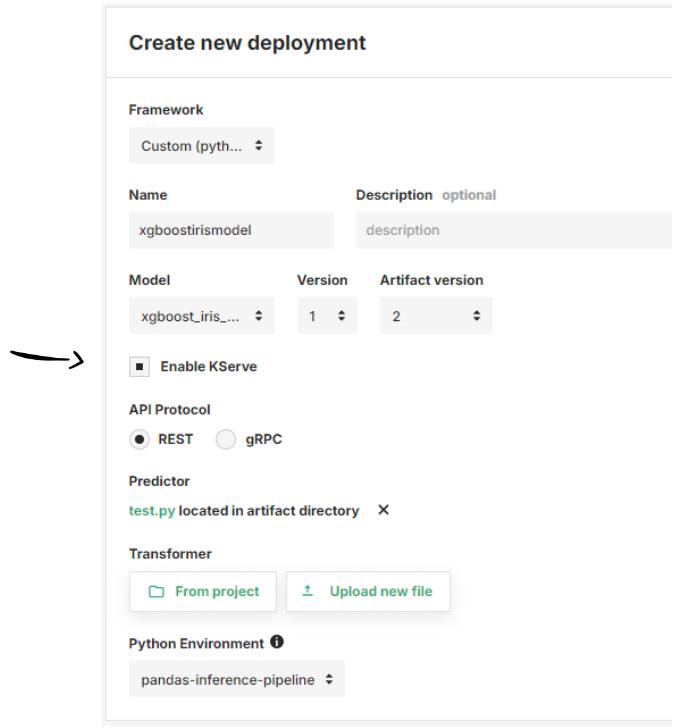 Create new deployment
Framework
Custom (pyth...
Name
Description optional
xgboostirismodel
description
Model
Version
Artifact version
xgboost_iris_...
1
2
Enable KServe
API Protocol
REST
gRPC
Predictor
test.py located in artifact directory
Transformer
From project
Upload new file
Python Environment
pandas-inference-pipeline